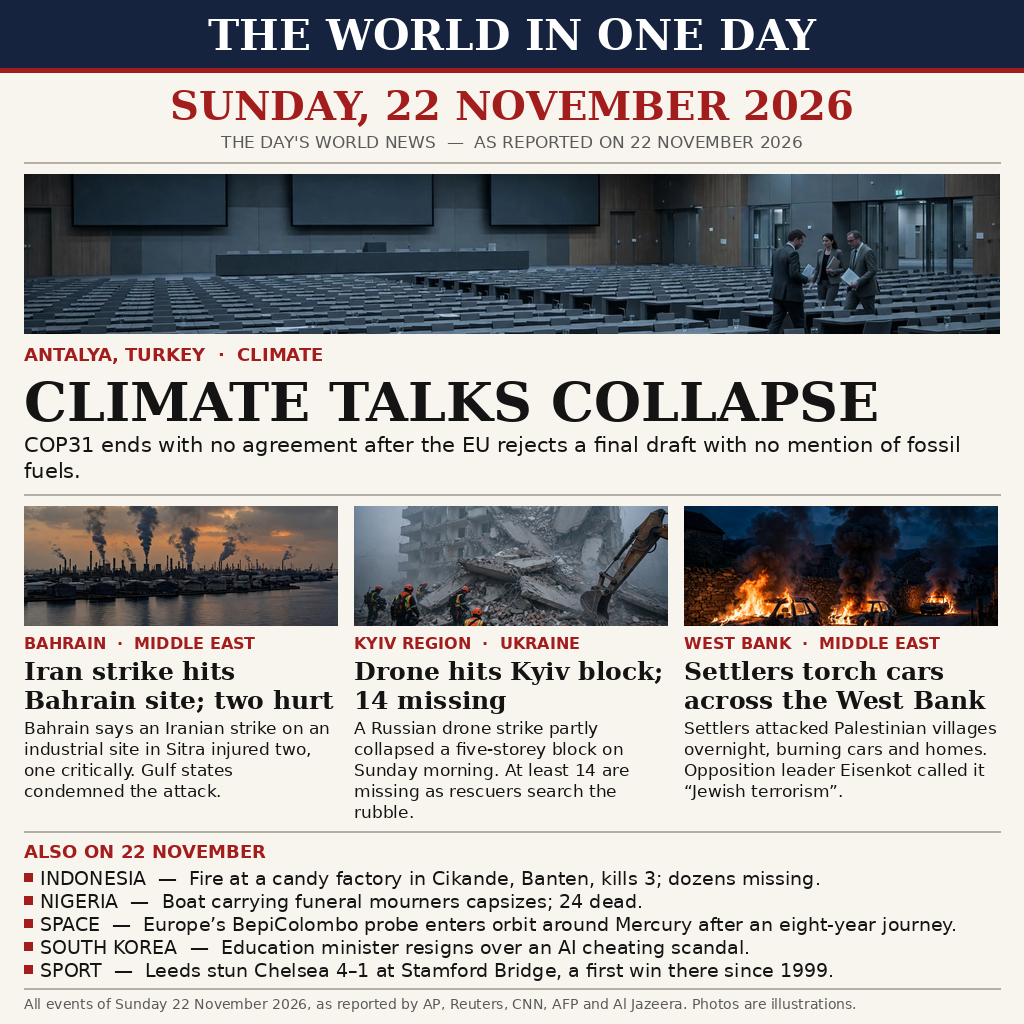 THE WORLD IN ONE DAY
SUNDAY, 22 NOVEMBER 2026
THE DAY'S WORLD NEWS — AS REPORTED ON 22 NOVEMBER 2026
ANTALYA, TURKEY · CLIMATE
CLIMATE TALKS COLLAPSE
COP31 ends with no agreement after the EU rejects a final draft with no mention of fossil
fuels.
BAHRAIN · MIDDLE EAST
Iran strike hits
Bahrain site; two hurt
Bahrain says an Iranian strike on an
industrial site in Sitra injured two,
one critically. Gulf states
condemned the attack.
KYIV REGION · UKRAINE
Drone hits Kyiv block;
14 missing
A Russian drone strike partly
collapsed a five-storey block on
Sunday morning. At least 14 are
missing as rescuers search the
rubble.
WEST BANK · MIDDLE EAST
Settlers torch cars
across the West Bank
Settlers attacked Palestinian villages
overnight, burning cars and homes.
Opposition leader Eisenkot called it
“Jewish terrorism”.
ALSO ON 22 NOVEMBER
INDONESIA — Fire at a candy factory in Cikande, Banten, kills 3; dozens missing.
NIGERIA — Boat carrying funeral mourners capsizes; 24 dead.
SPACE — Europe’s BepiColombo probe enters orbit around Mercury after an eight-year journey.
SOUTH KOREA — Education minister resigns over an AI cheating scandal.
SPORT — Leeds stun Chelsea 4–1 at Stamford Bridge, a first win there since 1999.
All events of Sunday 22 November 2026, as reported by AP, Reuters, CNN, AFP and Al Jazeera. Photos are illustrations.